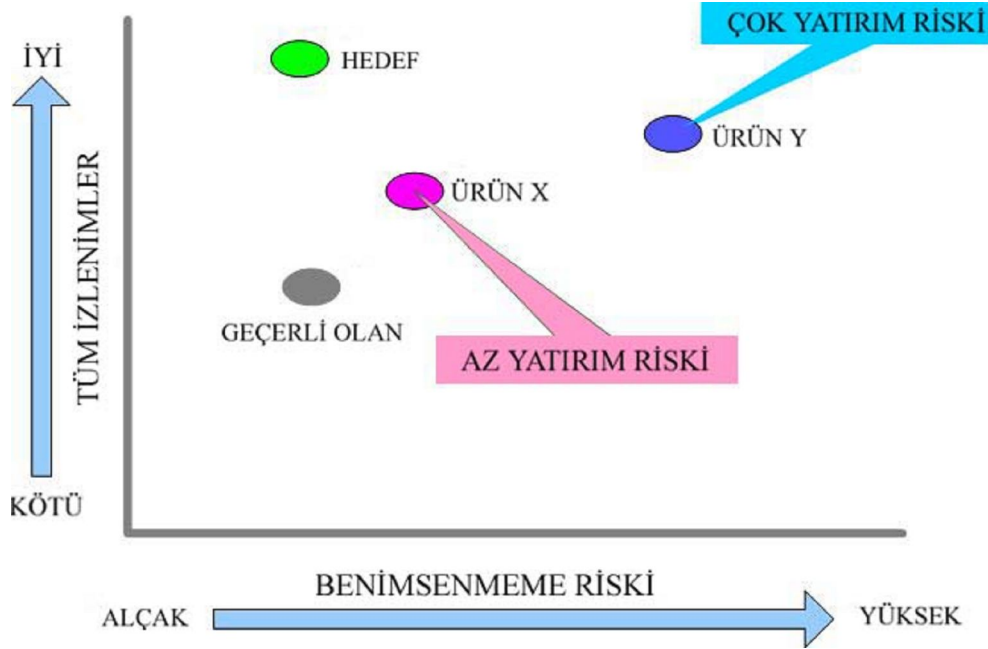 ÇOK YATIRIM RİSKİ
İYİ
HEDEF
ÜRÜN Y
ÜRÜN X
TÜM İZLENİMLER
GEÇERLİ OLAN
AZ YATIRIM RİSKİ
KÖTÜ
BENİMSENMEME RİSKİ
ALÇAK
YÜKSEK